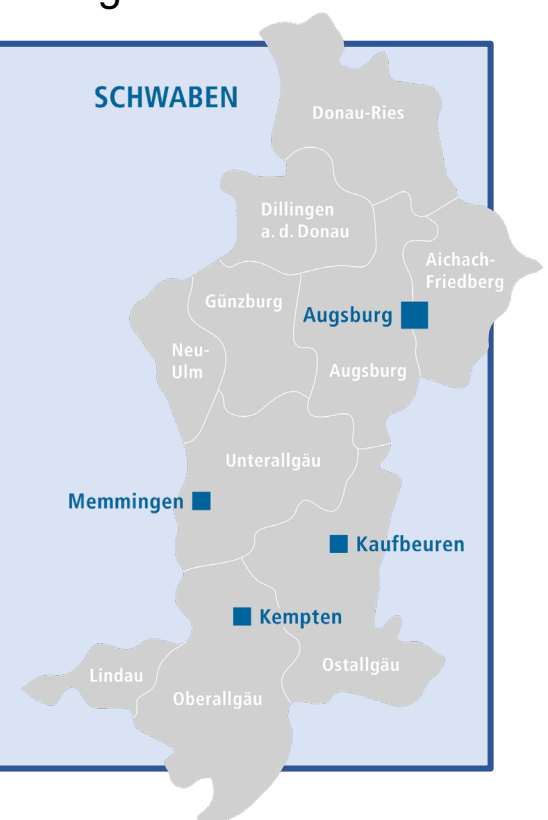 g
SCHWABEN
Donau-Ries
Dillingen
a. d. Donau
Aichach-
Friedberg
Günzburg
Augsburg
Neu-
Ulm
Augsburg
Unterallgäu
Memmingen
Kaufbeuren
Kempten
Ostallgäu
Lindau
Oberallgäu